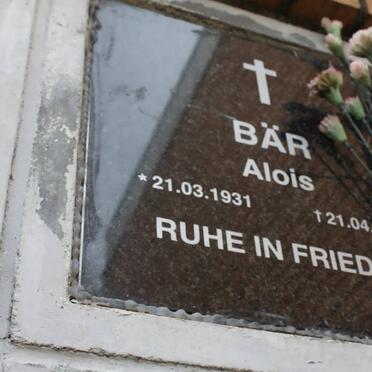 BÄR
Alois
*21.03.1931 †21.04.
RUHE IN FRIED